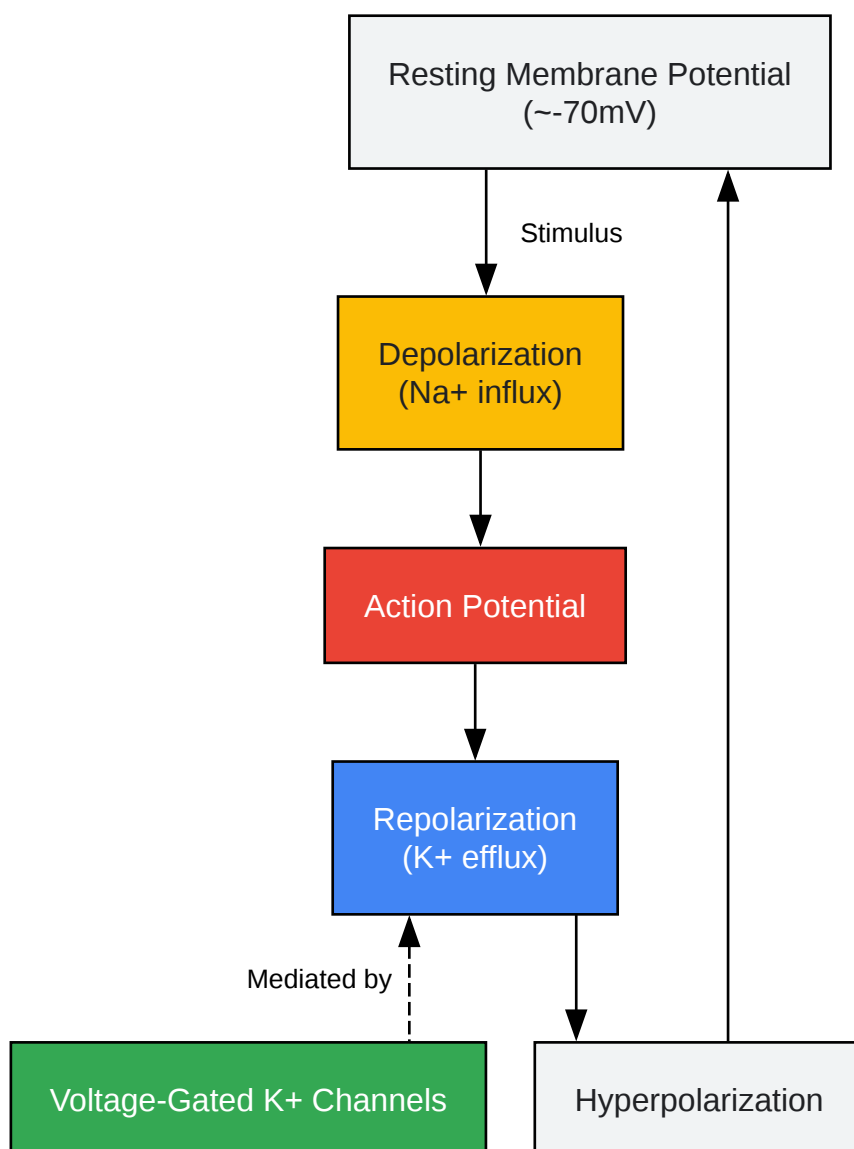 Resting Membrane Potential
(~-70mV)
Stimulus
Depolarization
(Na+ influx)
Action Potential
Repolarization
(K+ efflux)
Mediated by
Voltage-Gated K+ Channels
Hyperpolarization